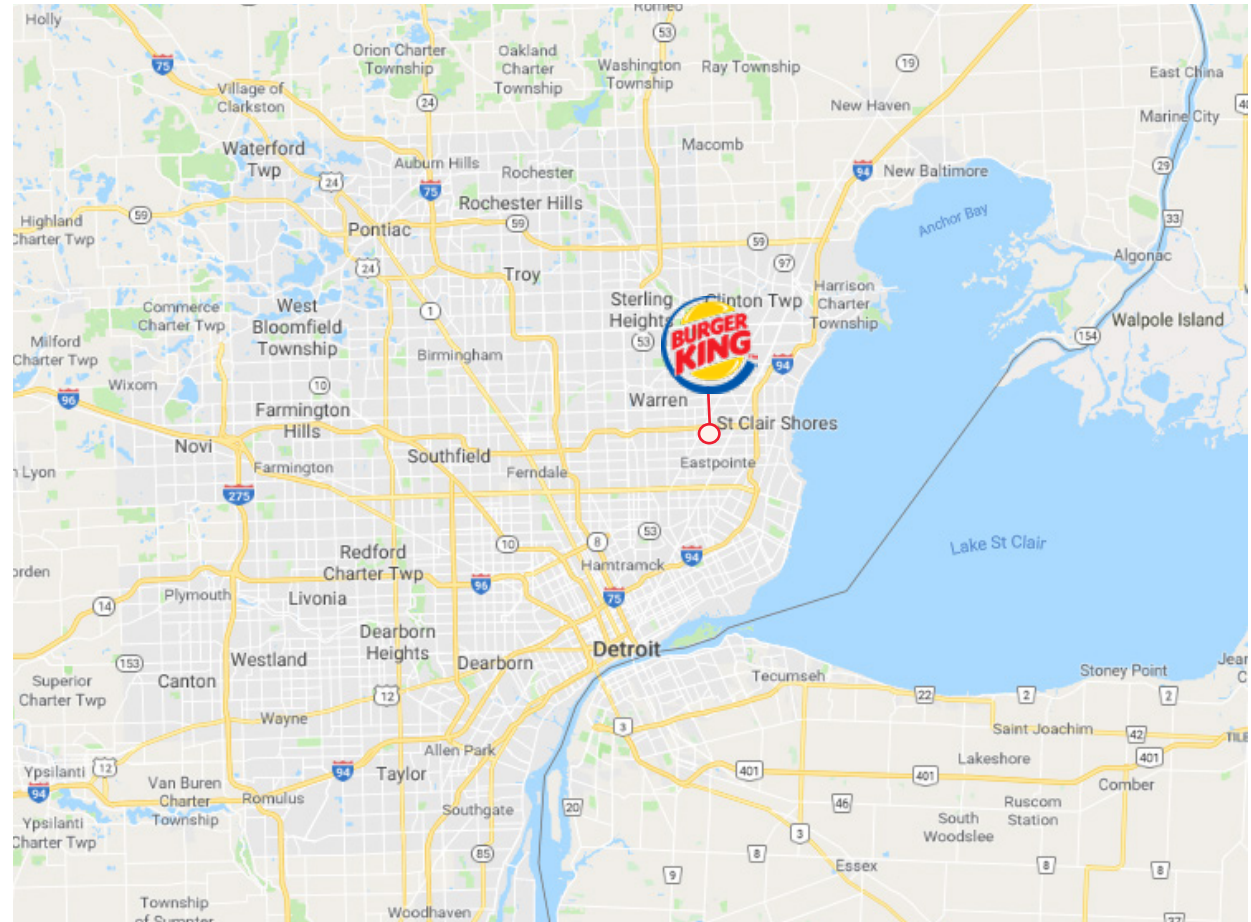 Holly
Romeo
53
Orion Charter
Township
Oakland
Charter
Township
Washington
Township
Ray Township
19
East China
75
Village of
Clarkston
24
New Haven
Marine City
Waterford
Twp
Macomb
Auburn Hills
Rochester
94
New Baltimore
29
24
75
Rochester Hills
Highland
Charter Twp
59
Pontiac
59
Anchor Bay
33
59
97
Algonac
24
Troy
Sterling
Heights
Clinton Twp
Harrison
Charter
Township
Commerce
Charter Twp
West
Bloomfield
Township
1
BURGER
KING
TM
53
Walpole Island
154
Milford
Charter Twp
Birmingham
94
Wixom
10
96
Farmington
Hills
Warren
St Clair Shores
Novi
Southfield
Eastpointe
n Lyon
Farmington
Ferndale
275
53
Lake St Clair
10
8
94
Redford
Charter Twp
Hamtramck
orden
96
75
Plymouth
Livonia
14
Dearborn
Heights
Detroit
153
Westland
Dearborn
Tecumseh
Stoney Point
Superior
Charter Twp
Canton
12
22
2
2
Wayne
3
Saint Joachim
42
Allen Park
Lakeshore
401
Ypsilanti
12
94
Taylor
401
401
Comber
94
Van Buren
Charter
Township
Romulus
Southgate
20
46
Ruscom
Station
Ypsilanti
Charter Twp
South
Woodslee
3
85
8
Essex
8
8
9
Township
of Sumpter
Woodhaven
37